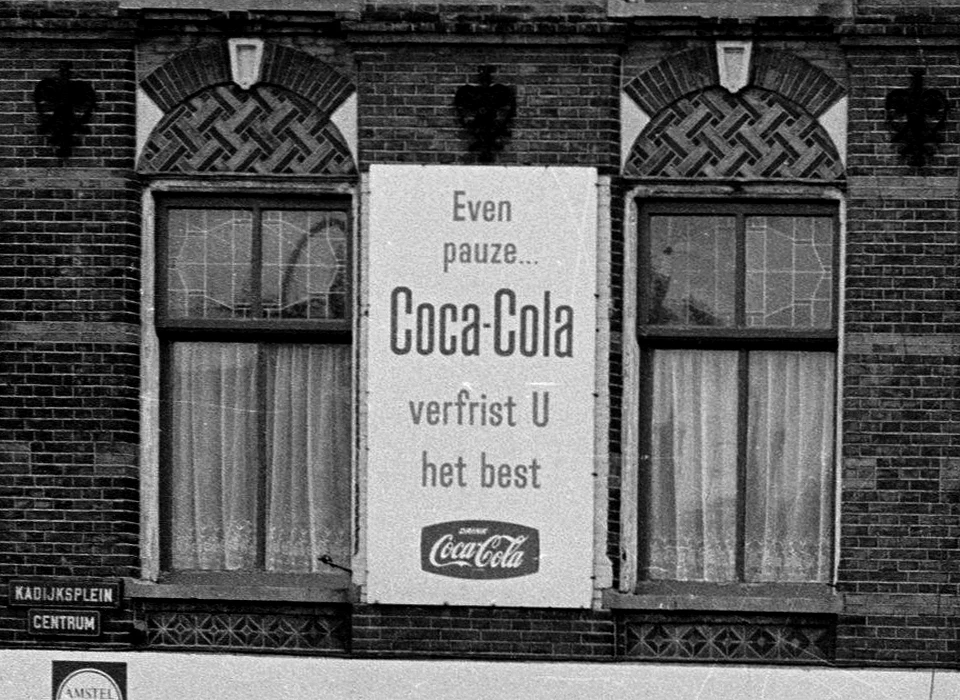 Even
pauze...
Coca-Cola
verfrist U
het best
DRINK
Coca-Cola
KADIJKSPLEIN
CENTRUM
AMSTEL